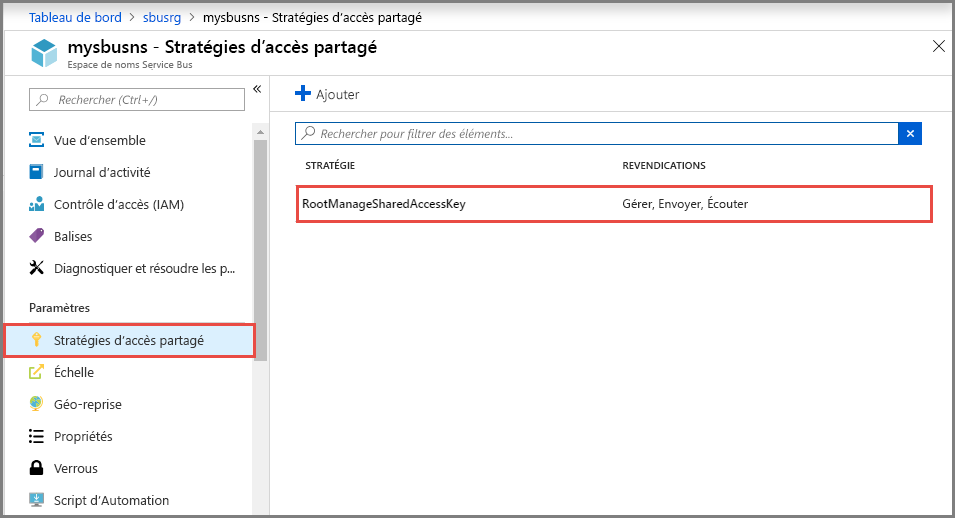 Tableau de bord > sbusrg > mysbusns - Stratégies d’accès partagé
mysbusns - Stratégies d’accès partagé
Espace de noms Service Bus
Rechercher (Ctrl+/)
Vue d’ensemble
Journal d’activité
Contrôle d’accès (IAM)
Balises
Diagnostiquer et résoudre les p...
Paramètres
Stratégies d’accès partagé
Échelle
Géo-reprise
Propriétés
Verrous
Script d’Automation
Ajouter
Rechercher pour filtrer des éléments...
STRATÉGIE REVENDICATIONS
RootManageSharedAccessKey Gérer, Envoyer, Écouter